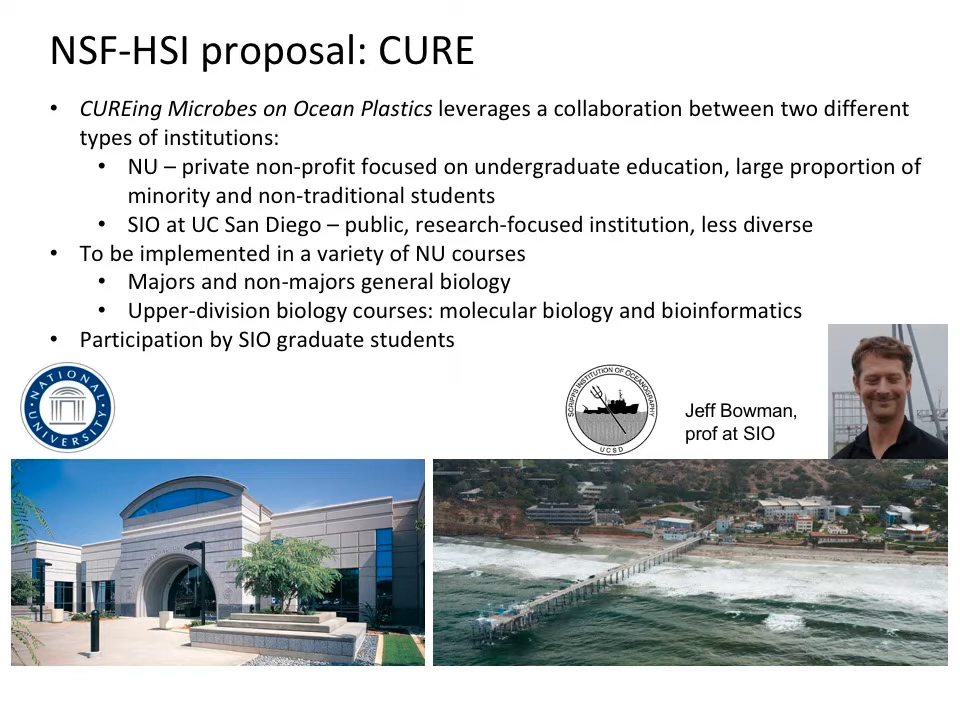 NSF-HSI proposal: CURE
• CUREing Microbes on Ocean Plastics leverages a collaboration between two different
types of institutions:
• NU – private non-profit focused on undergraduate education, large proportion of
minority and non-traditional students
• SIO at UC San Diego – public, research-focused institution, less diverse
• To be implemented in a variety of NU courses
• Majors and non-majors general biology
• Upper-division biology courses: molecular biology and bioinformatics
• Participation by SIO graduate students
· NATIONAL · UNIVERSITY
SCRIPPS INSTITUTION OF OCEANOGRAPHY
UCSD
Jeff Bowman,
prof at SIO